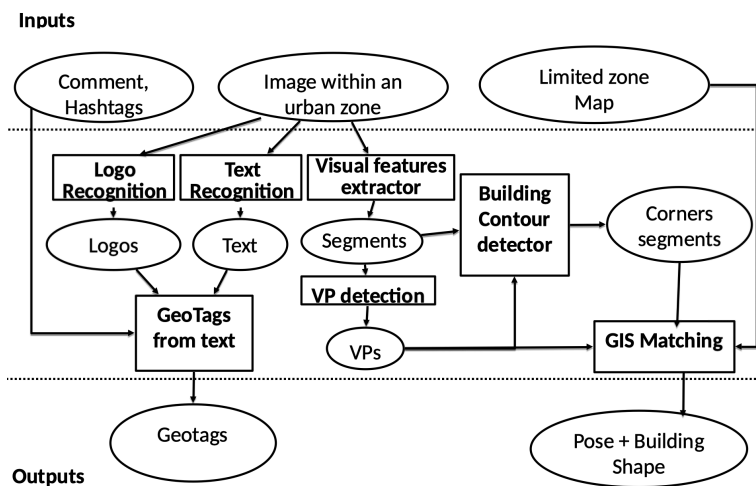 Inputs
Comment,
Hashtags
Image within an
urban zone
Limited zone
Map
Logo
Recognition
Text
Recognition
Visual features
extractor
Building
Contour
detector
Corners
segments
Logos
Text
Segments
VP detection
GeoTags
from text
VPs
GIS Matching
Geotags
Pose + Building
Shape
Outputs